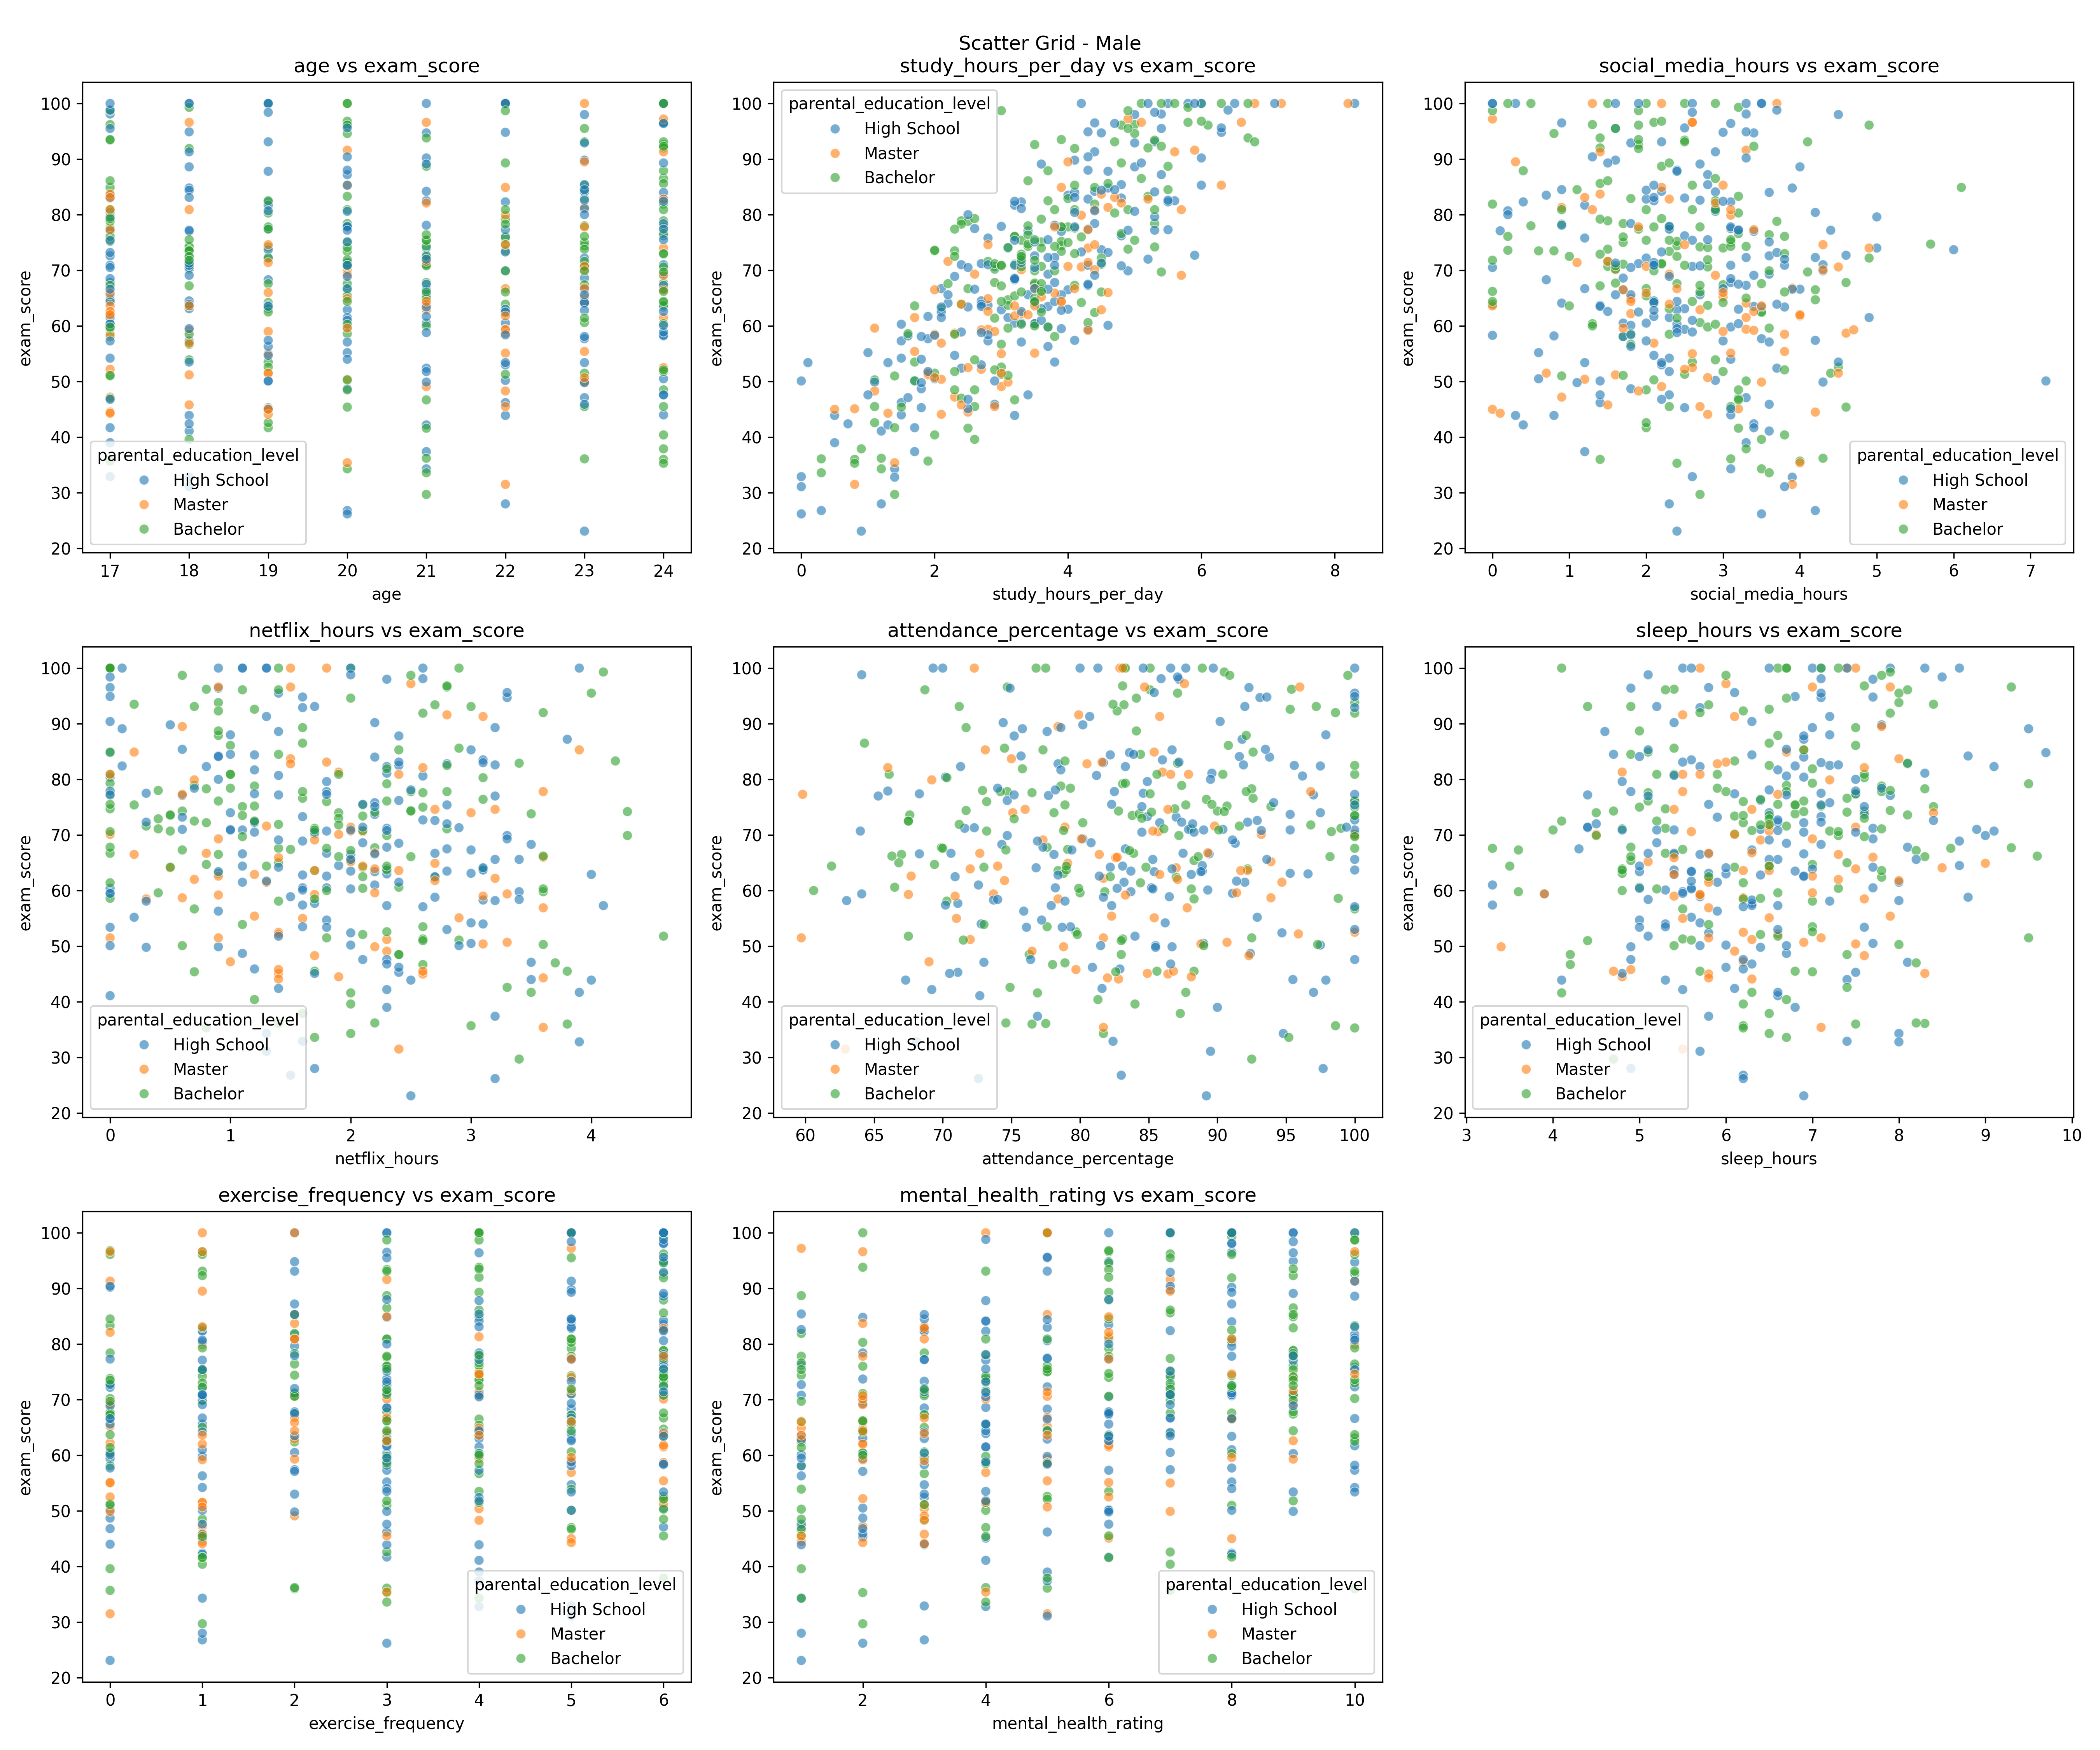 Scatter Grid - Male
age vs exam_score
exam_score
100
90
80
70
60
50
40
30
20
parental_education_level
High School
Master
Bachelor
17 18 19 20 21 22 23 24
age
study_hours_per_day vs exam_score
exam_score
100
90
80
70
60
50
40
30
20
parental_education_level
High School
Master
Bachelor
0 2 4 6 8
study_hours_per_day
social_media_hours vs exam_score
exam_score
100
90
80
70
60
50
40
30
20
parental_education_level
High School
Master
Bachelor
0 1 2 3 4 5 6 7
social_media_hours
netflix_hours vs exam_score
exam_score
100
90
80
70
60
50
40
30
20
parental_education_level
High School
Master
Bachelor
0 1 2 3 4
netflix_hours
attendance_percentage vs exam_score
exam_score
100
90
80
70
60
50
40
30
20
parental_education_level
High School
Master
Bachelor
60 65 70 75 80 85 90 95 100
attendance_percentage
sleep_hours vs exam_score
exam_score
100
90
80
70
60
50
40
30
20
parental_education_level
High School
Master
Bachelor
3 4 5 6 7 8 9 10
sleep_hours
exercise_frequency vs exam_score
exam_score
100
90
80
70
60
50
40
30
20
parental_education_level
High School
Master
Bachelor
0 1 2 3 4 5 6
exercise_frequency
mental_health_rating vs exam_score
exam_score
100
90
80
70
60
50
40
30
20
parental_education_level
High School
Master
Bachelor
2 4 6 8 10
mental_health_rating